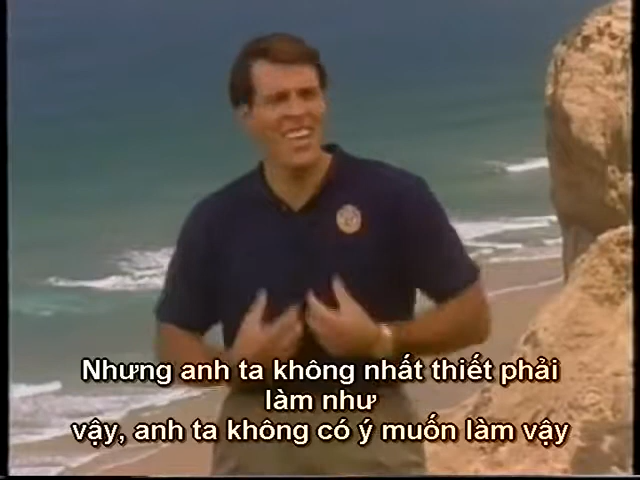 Nhưng anh ta không nhất thiết phải
làm như
vậy, anh ta không có ý muốn làm vậy